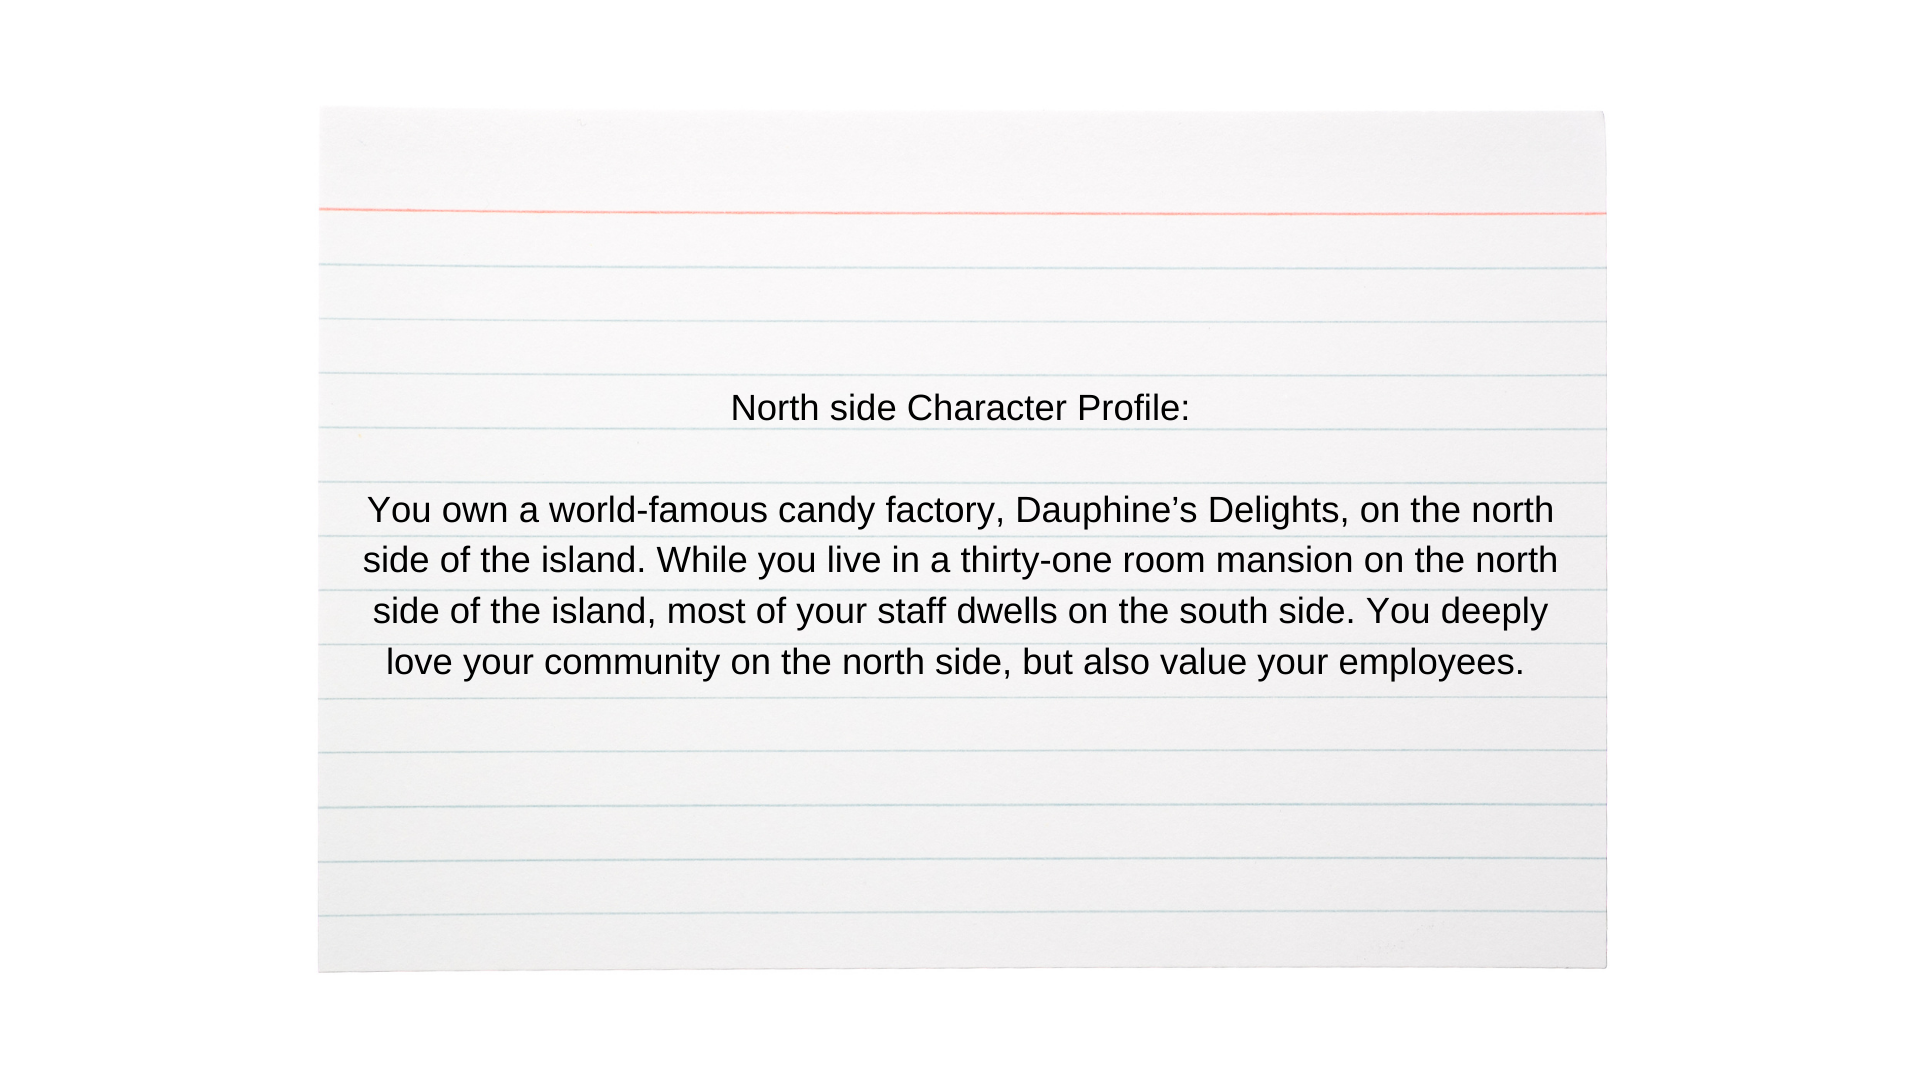 North side Character Profile:
You own a world-famous candy factory, Dauphine’s Delights, on the north
side of the island. While you live in a thirty-one room mansion on the north
side of the island, most of your staff dwells on the south side. You deeply
love your community on the north side, but also value your employees.